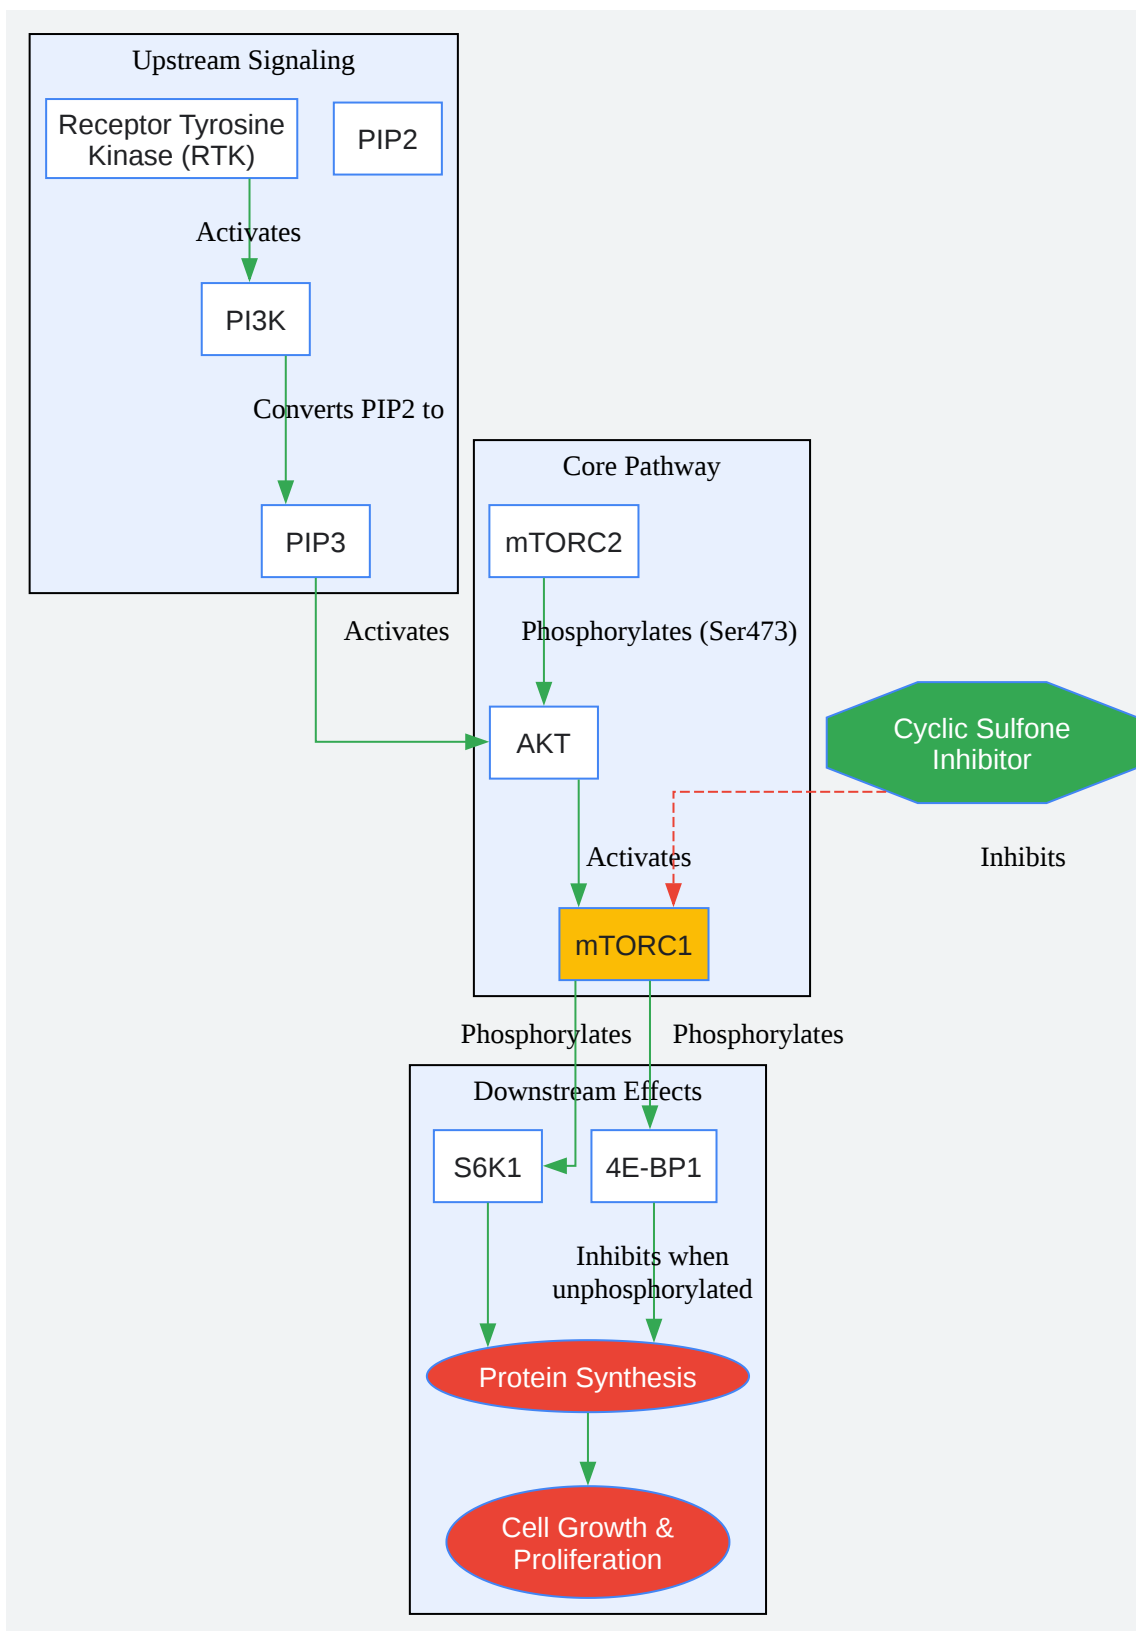 Upstream Signaling
Receptor Tyrosine
Kinase (RTK)
PIP2
Activates
PI3K
Converts PIP2 to
PIP3
Activates
Core Pathway
mTORC2
Phosphorylates (Ser473)
AKT
Cyclic Sulfone
Inhibitor
Activates
Inhibits
mTORC1
Phosphorylates
Phosphorylates
Downstream Effects
S6K1
4E-BP1
Inhibits when
unphosphorylated
Protein Synthesis
Cell Growth &
Proliferation